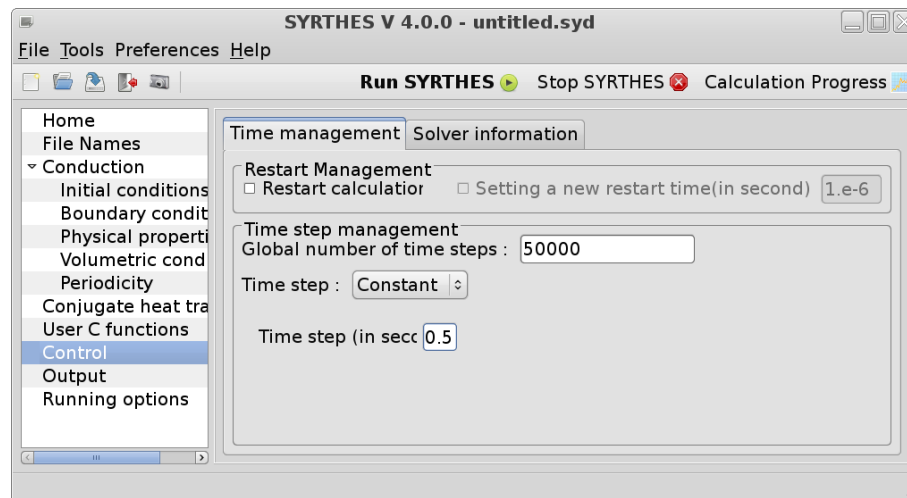 SYRTHES V 4.0.0 - untitled.syd
File Tools Preferences Help
Run SYRTHES Stop SYRTHES Calculation Progress
Home
File Names
Conduction
Initial conditions
Boundary condit
Physical properti
Volumetric cond
Periodicity
Conjugate heat tra
User C functions
Control
Output
Running options
Time management Solver information
Restart Management
Restart calculation Setting a new restart time(in second) 1.e-6
Time step management
Global number of time steps : 50000
Time step : Constant
Time step (in secc 0.5